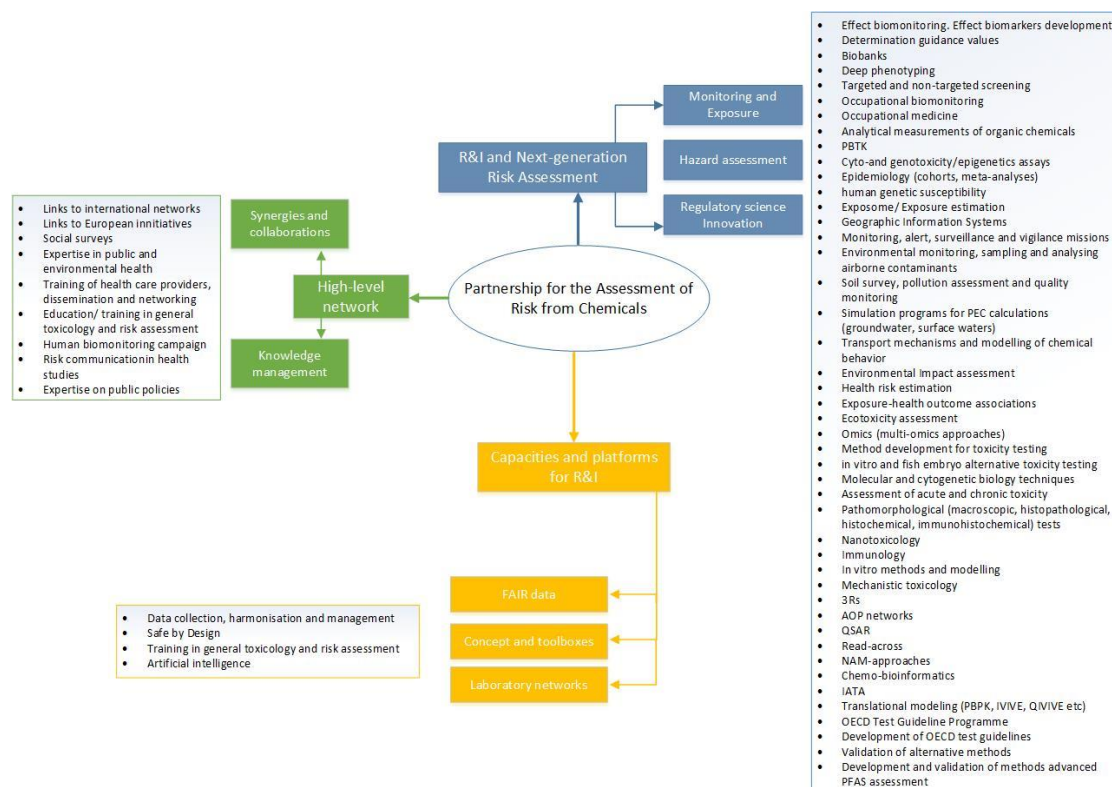 Partnership for the Assessment of
Risk from Chemicals
R&I and Next-generation
Risk Assessment
Monitoring and
Exposure
Hazard assessment
Regulatory science
Innovation
High-level
network
Synergies and
collaborations
Knowledge
management
• Links to international networks
• Links to European innitiatives
• Social surveys
• Expertise in public and
environmental health
• Training of health care providers,
dissemination and networking
• Education/ training in general
toxicology and risk assessment
• Human biomonitoring campaign
• Risk communicationin health
studies
• Expertise on public policies
Capacities and platforms
for R&I
FAIR data
Concept and toolboxes
Laboratory networks
• Data collection, harmonisation and management
• Safe by Design
• Training in general toxicology and risk assessment
• Artificial intelligence
• Effect biomonitoring. Effect biomarkers development
• Determination guidance values
• Biobanks
• Deep phenotyping
• Targeted and non-targeted screening
• Occupational biomonitoring
• Occupational medicine
• Analytical measurements of organic chemicals
• PBTK
• Cyto-and genotoxicity/epigenetics assays
• Epidemiology (cohorts, meta-analyses)
• human genetic susceptibility
• Exposome/ Exposure estimation
• Geographic Information Systems
• Monitoring, alert, surveillance and vigilance missions
• Environmental monitoring, sampling and analysing
airborne contaminants
• Soil survey, pollution assessment and quality
monitoring
• Simulation programs for PEC calculations
(groundwater, surface waters)
• Transport mechanisms and modelling of chemical
behavior
• Environmental Impact assessment
• Health risk estimation
• Exposure-health outcome associations
• Ecotoxicity assessment
• Omics (multi-omics approaches)
• Method development for toxicity testing
• in vitro and fish embryo alternative toxicity testing
• Molecular and cytogenetic biology techniques
• Assessment of acute and chronic toxicity
• Pathomorphological (macroscopic, histopathological,
histochemical, immunohistochemical) tests
• Nanotoxicology
• Immunology
• In vitro methods and modelling
• Mechanistic toxicology
• 3Rs
• AOP networks
• QSAR
• Read-across
• NAM-approaches
• Chemo-bioinformatics
• IATA
• Translational modeling (PBPK, IVIVE, QIVIVE etc)
• OECD Test Guideline Programme
• Development of OECD test guidelines
• Validation of alternative methods
• Development and validation of methods advanced
PFAS assessment